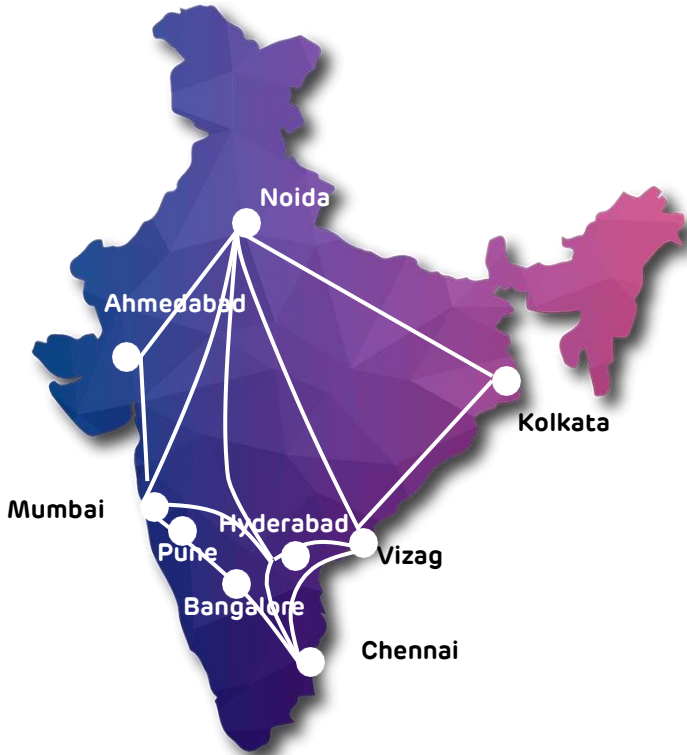 Noida
Ahmedabad
Kolkata
Mumbai
Hyderabad
Pune
Vizag
Bangalore
Chennai